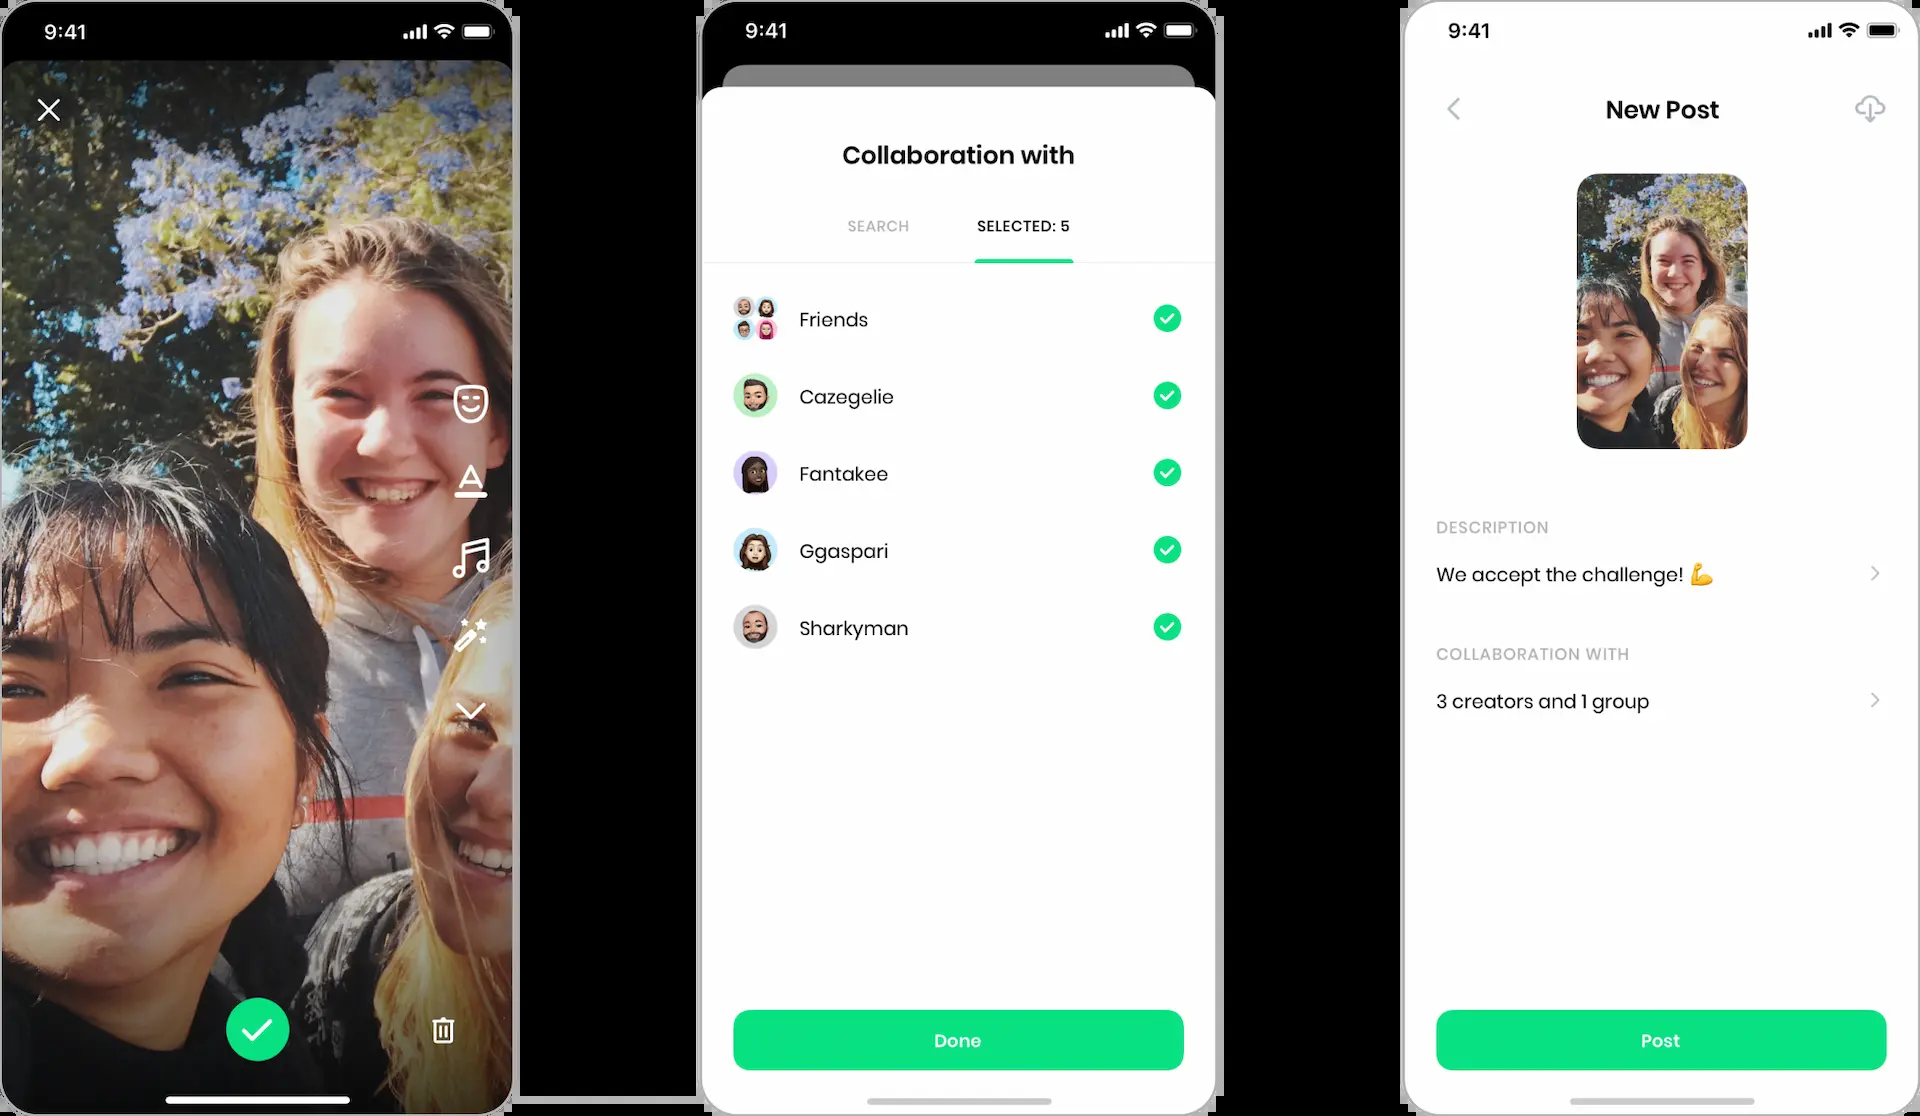 9:41
9:41
Collaboration with
SEARCH
SELECTED: 5
Friends
Cazegelie
Fantakee
Ggaspari
Sharkyman
Done
9:41
New Post
DESCRIPTION
We accept the challenge! 💪
COLLABORATION WITH
3 creators and 1 group
Post